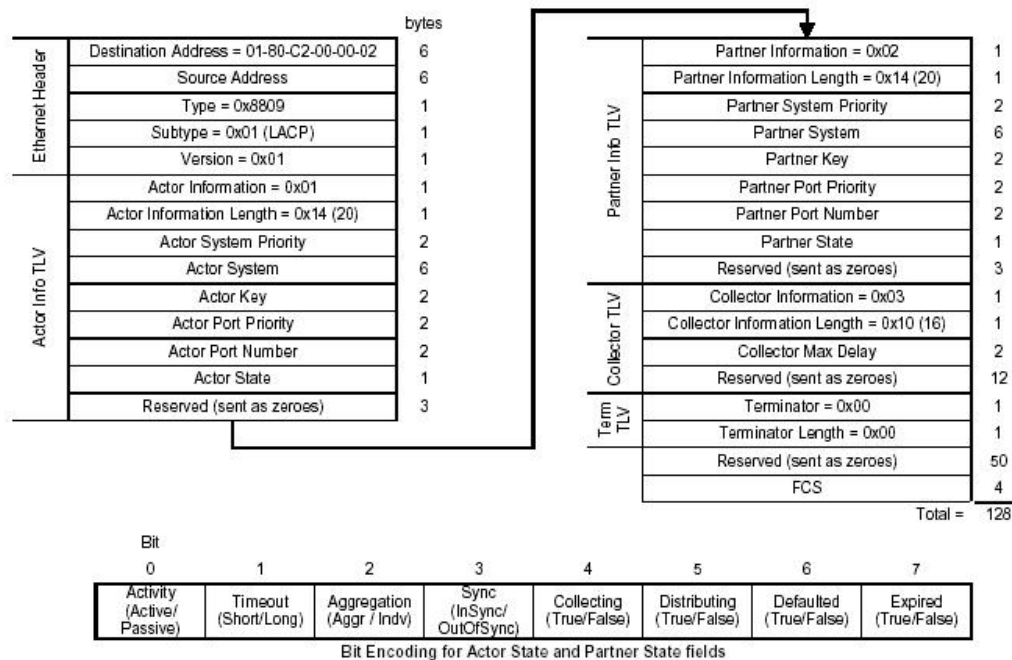 bytes
Ethernet Header
Destination Address = 01-80-C2-00-00-02 6
Source Address 6
Type = 0x8809 1
Subtype = 0x01 (LACP) 1
Version = 0x01 1
Actor Info TLV
Actor Information = 0x01 1
Actor Information Length = 0x14 (20) 1
Actor System Priority 2
Actor System 6
Actor Key 2
Actor Port Priority 2
Actor Port Number 2
Actor State 1
Reserved (sent as zeroes) 3
Partner Info TLV
Partner Information = 0x02 1
Partner Information Length = 0x14 (20) 1
Partner System Priority 2
Partner System 6
Partner Key 2
Partner Port Priority 2
Partner Port Number 2
Partner State 1
Reserved (sent as zeroes) 3
Collector TLV
Collector Information = 0x03 1
Collector Information Length = 0x10 (16) 1
Collector Max Delay 2
Reserved (sent as zeroes) 12
Term
TLV
Terminator = 0x00 1
Terminator Length = 0x00 1
Reserved (sent as zeroes) 50
FCS 4
Total = 128
Bit
0 1 2 3 4 5 6 7
Activity
(Active/
Passive)
Timeout
(Short/Long)
Aggregation
(Aggr / Indv)
Sync
(InSync/
OutOfSync)
Collecting
(True/False)
Distributing
(True/False)
Defaulted
(True/False)
Expired
(True/False)
Bit Encoding for Actor State and Partner State fields